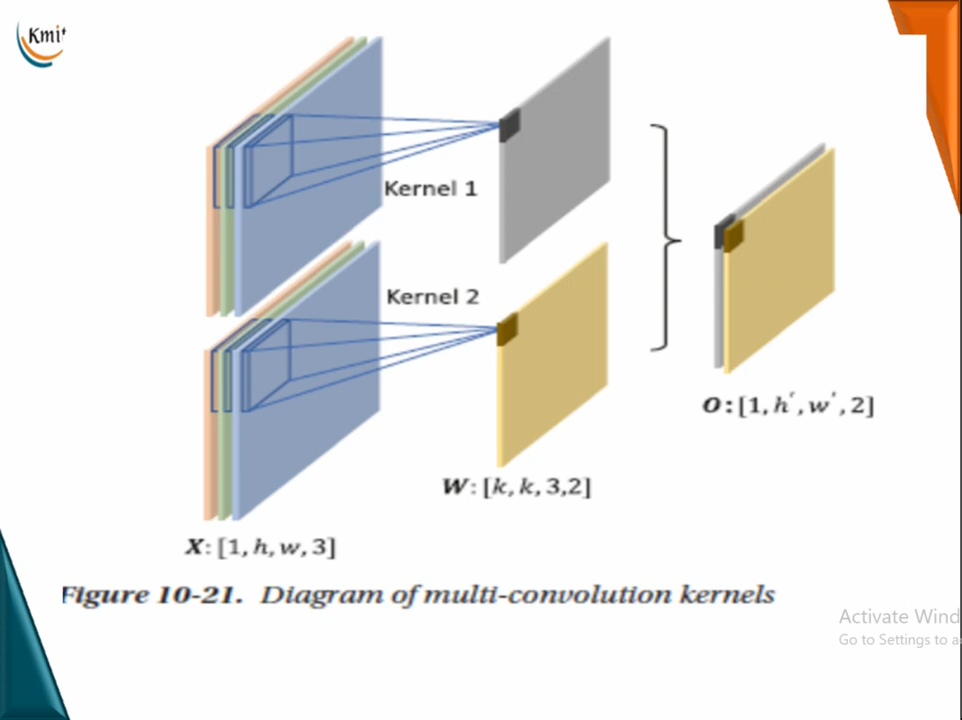 Kmit
Kernel 1
Kernel 2
O:[1, h′, w′, 2]
W: [k, k, 3,2]
X: [1, h, w, 3]
Figure 10-21. Diagram of multi-convolution kernels
Activate Wind
Go to Settings to a